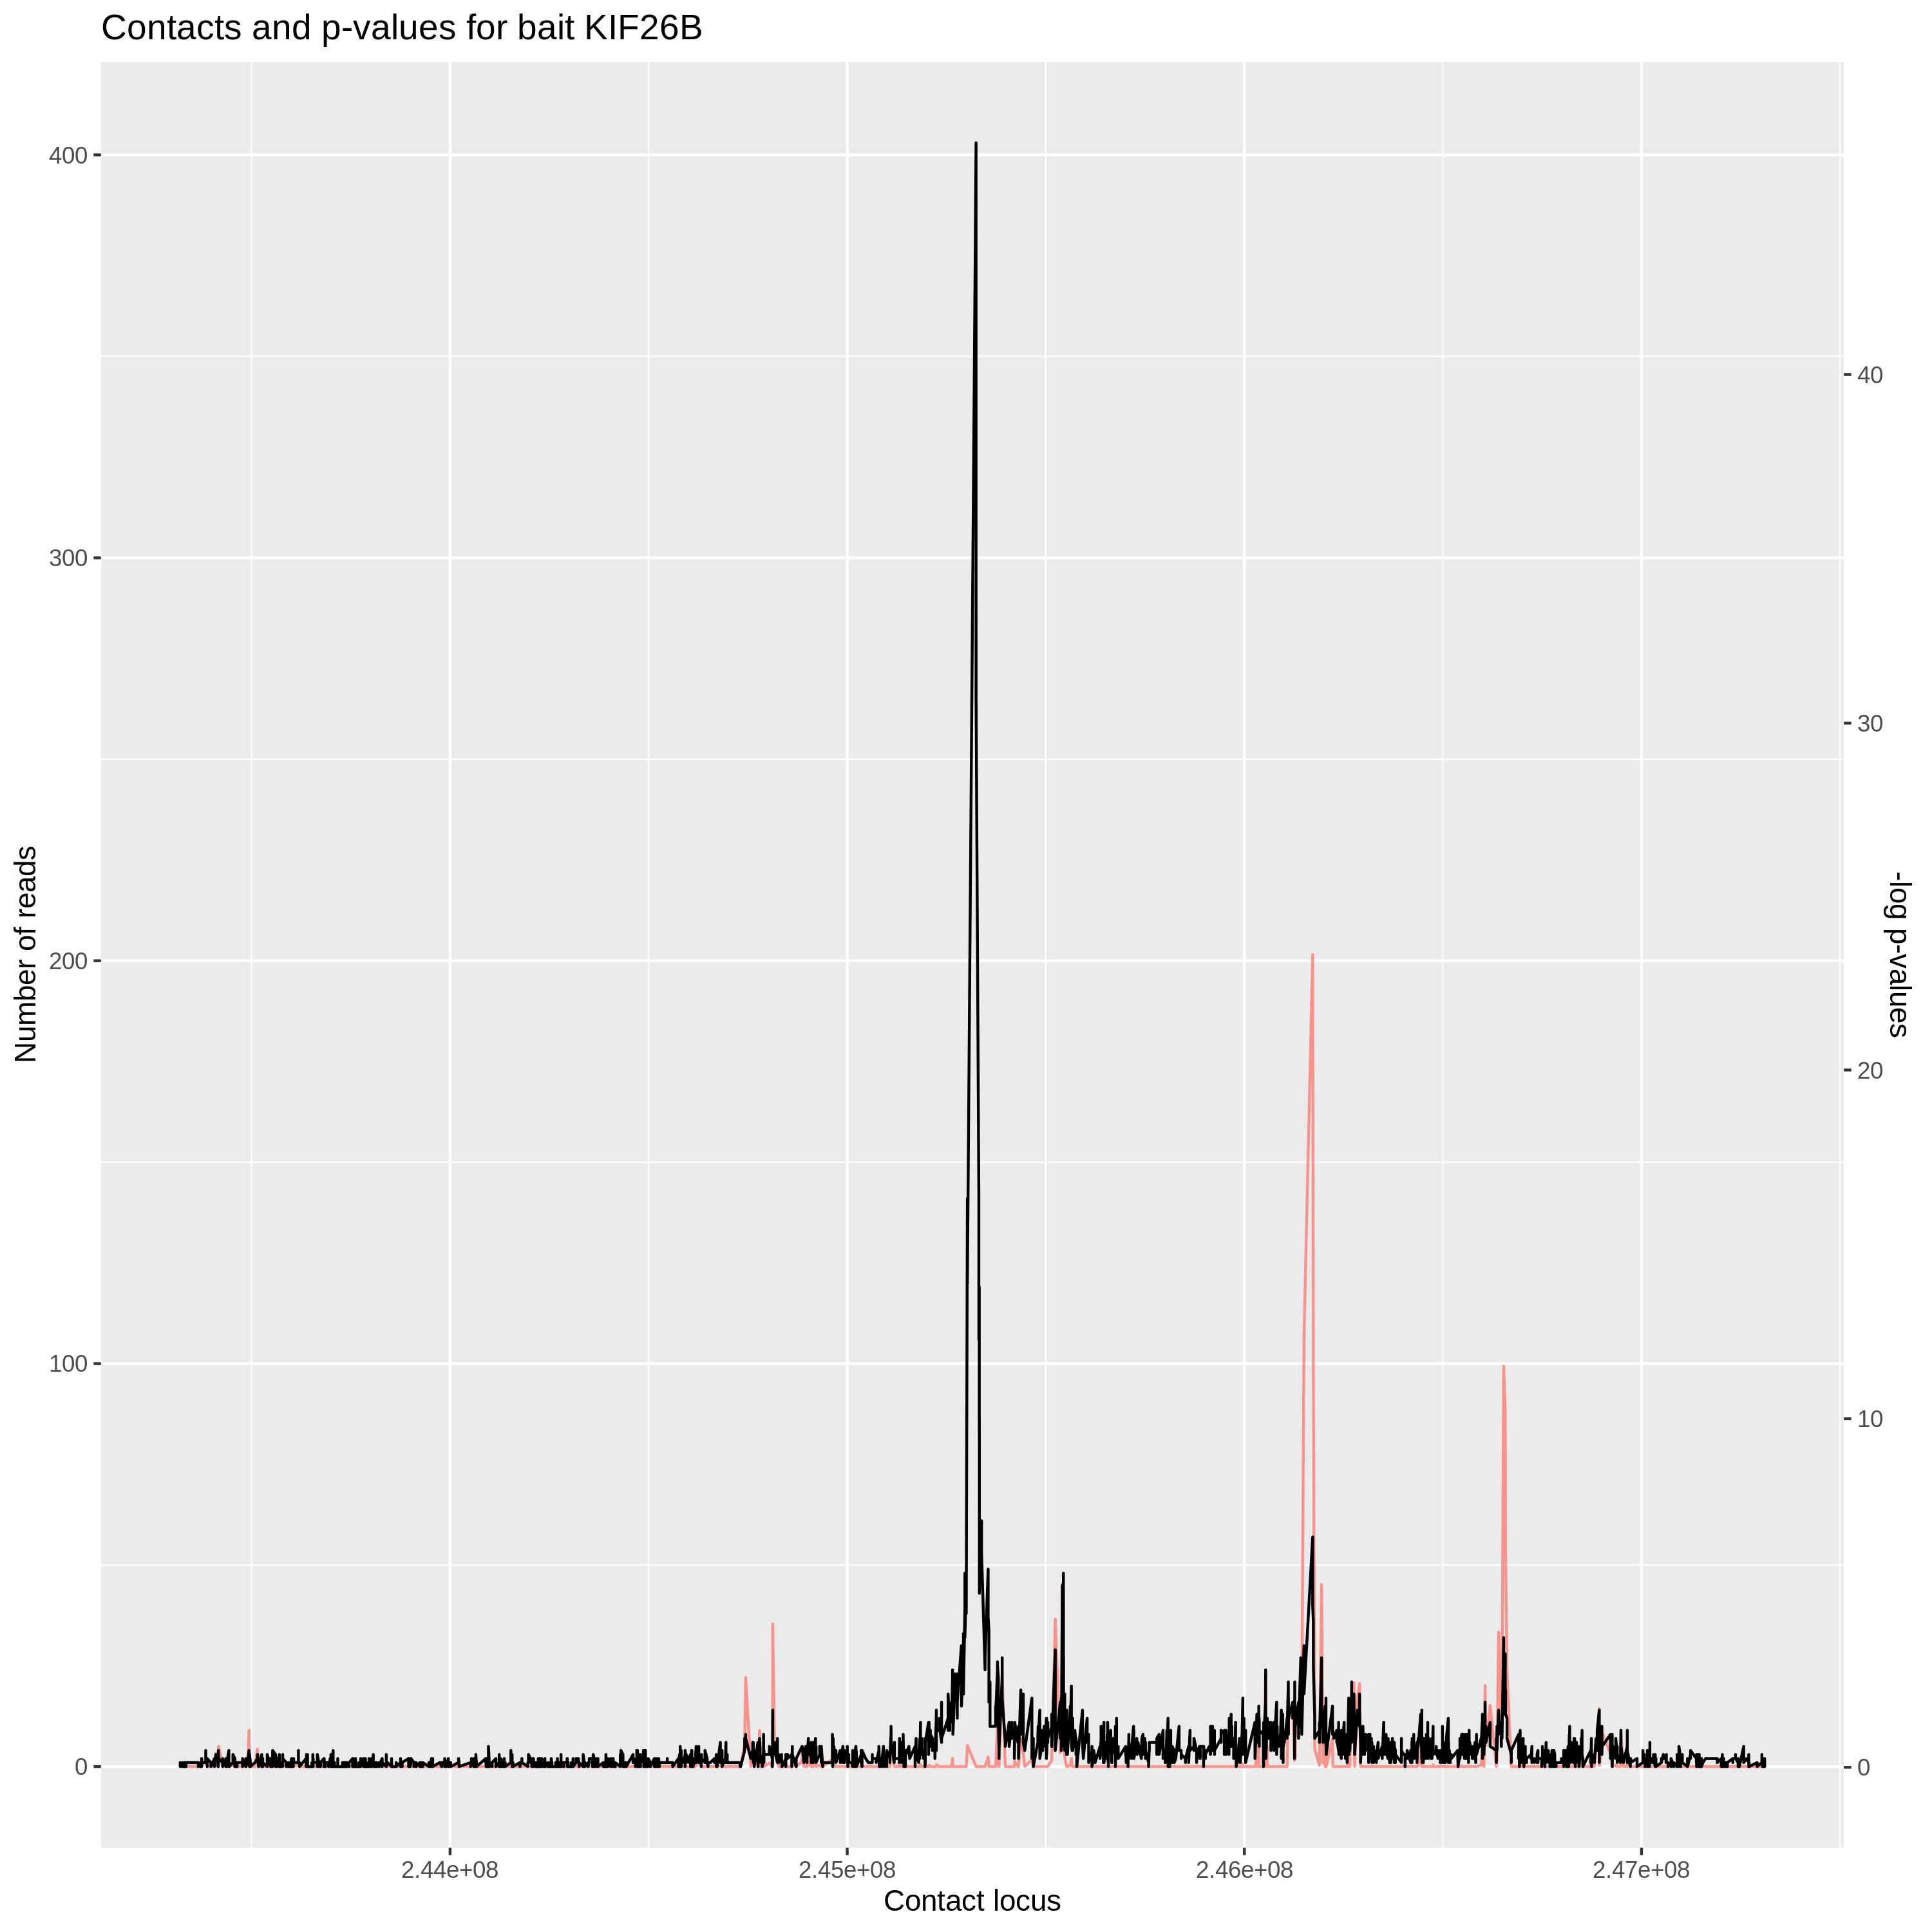 Contacts and p-values for bait KIF26B
400
300
200
100
0
Number of reads
40
30
20
10
0
-log p-values
2.44e+08
2.45e+08
2.46e+08
2.47e+08
Contact locus